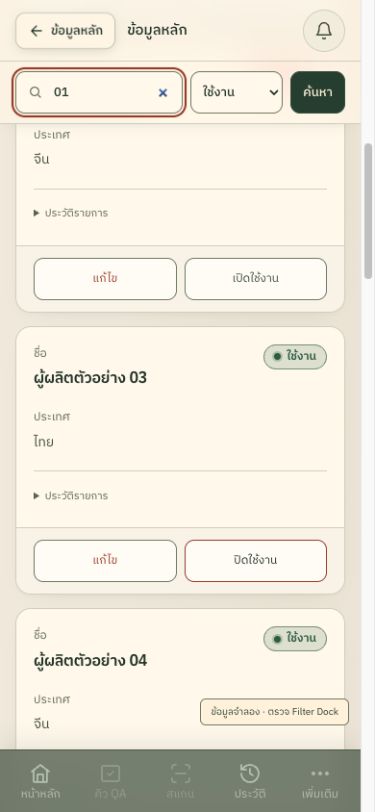 ข้อมูลหลัก
ข้อมูลหลัก
01
ใช้งาน
ค้นหา
ประเทศ
จีน
ประวัติรายการ
แก้ไข
เปิดใช้งาน
ชื่อ
ใช้งาน
ผู้ผลิตตัวอย่าง 03
ประเทศ
ไทย
ประวัติรายการ
แก้ไข
ปิดใช้งาน
ชื่อ
ใช้งาน
ผู้ผลิตตัวอย่าง 04
ประเทศ
ข้อมูลจำลอง · ตรวจ Filter Dock
จีน
หน้าหลัก
คิว QA
สแกน
ประวัติ
เพิ่มเติม